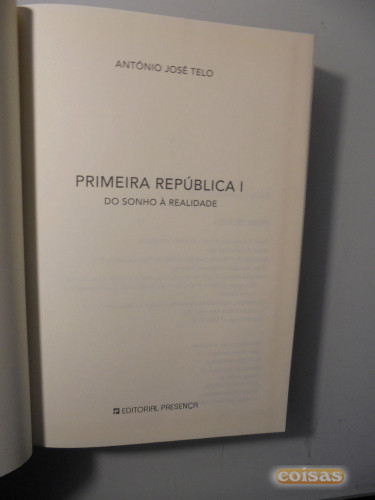 ANTÓNIO JOSÉ TELO
PRIMEIRA REPÚBLICA I
DO SONHO À REALIDADE
EDITORIAL PRESENÇA
coisas